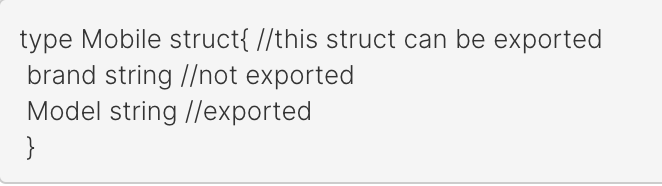 type Mobile struct{ //this struct can be exported
brand string //not exported
Model string //exported
}